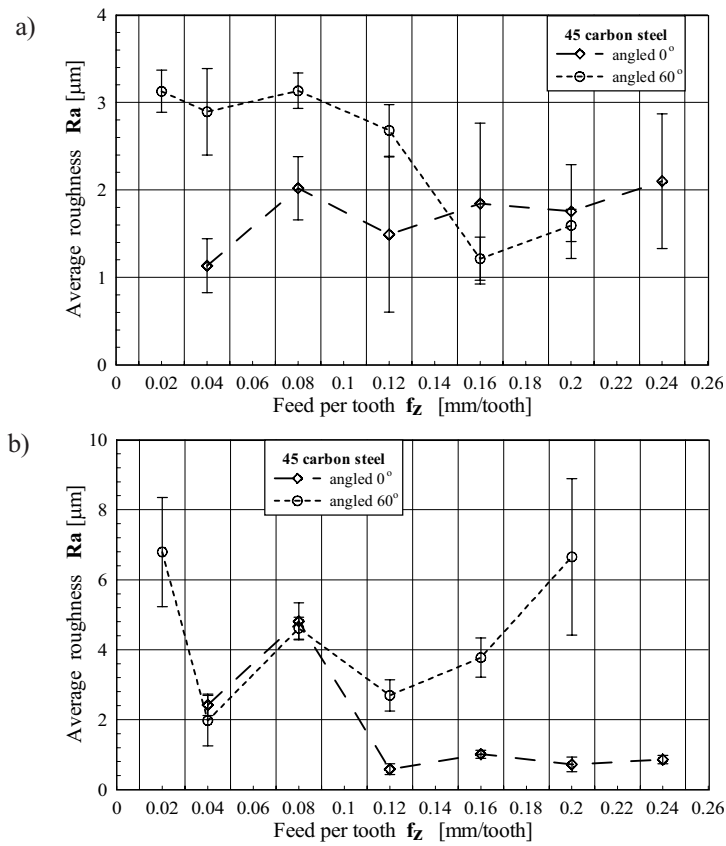 a)
4
3
2
1
0
Average roughness Ra [μm]
45 carbon steel
angled 0°
angled 60°
0 0.02 0.04 0.06 0.08 0.1 0.12 0.14 0.16 0.18 0.2 0.22 0.24 0.26
Feed per tooth fz [mm/tooth]
b)
10
8
6
4
2
0
Average roughness Ra [μm]
45 carbon steel
angled 0°
angled 60°
0 0.02 0.04 0.06 0.08 0.1 0.12 0.14 0.16 0.18 0.2 0.22 0.24 0.26
Feed per tooth fz [mm/tooth]